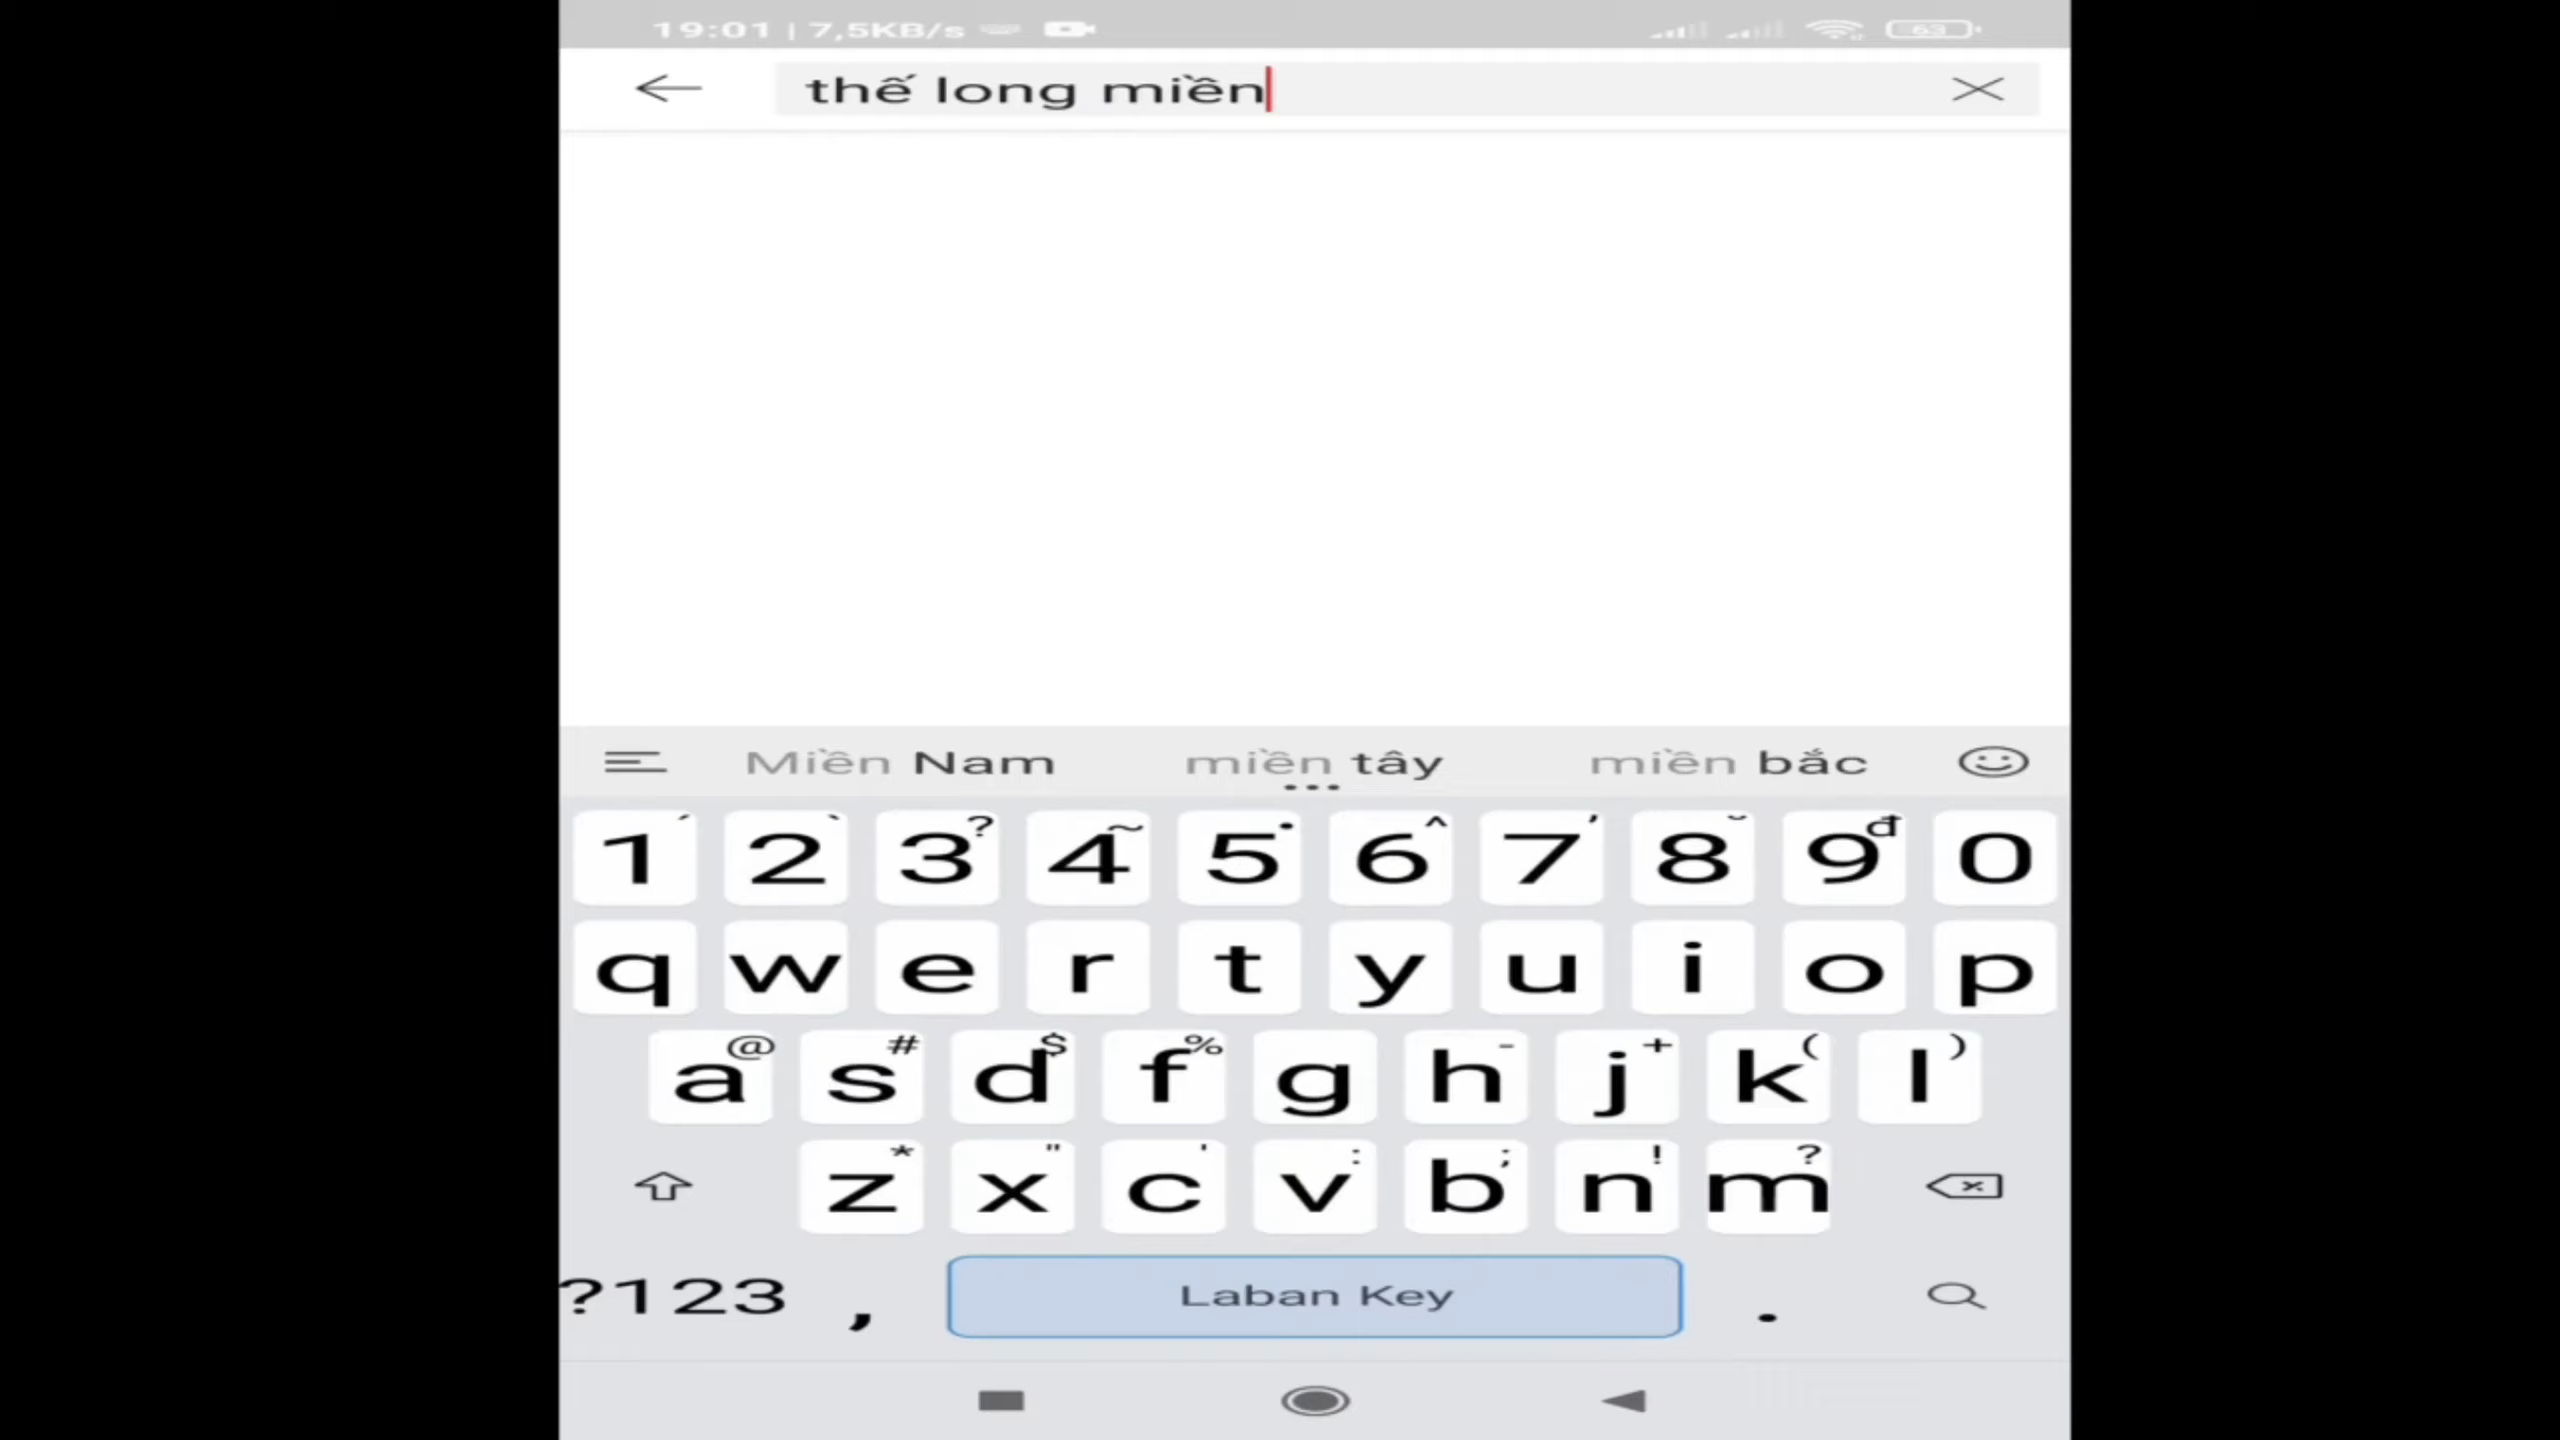 19:01 | 7,5KB/s 63
thế long miền
Miền Nam miền tây miền bắc
1 ´ 2 ` 3 ? 4 ~ 5 . 6 ^ 7 ʼ 8 ˘ 9 đ 0
q w e r t y u i o p
a @ s # d $ f % g h - j + k ( l )
z * x " c ' v : b ; n ! m ?
?123 , Laban Key .